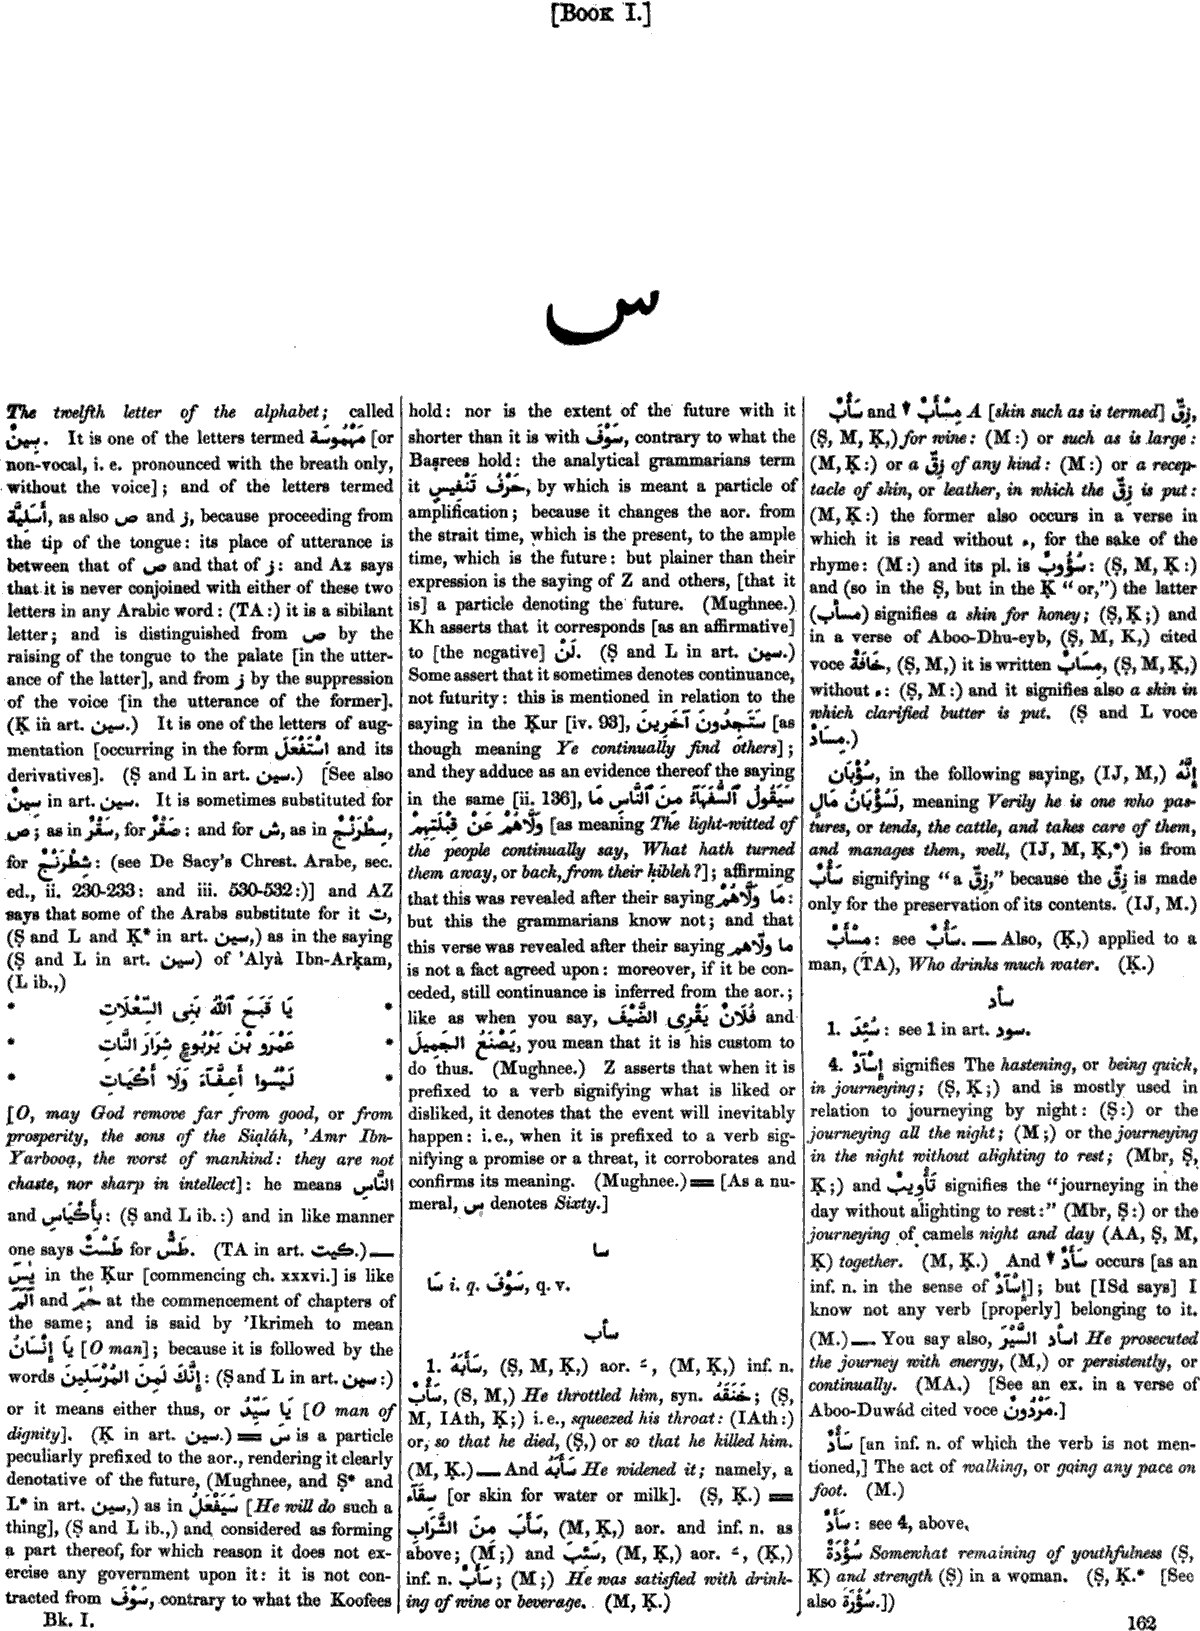 [BOOK I.]
س
The twelfth letter of the alphabet; called
سِينٌ. It is one of the letters termed مَهْمُوسَة [or
non-vocal, i. e. pronounced with the breath only,
without the voice]; and of the letters termed
أَسَلِيَّة, as also ص and ز, because proceeding from
the tip of the tongue: its place of utterance is
between that of ص and that of ز: and Az says
that it is never conjoined with either of these two
letters in any Arabic word: (TA:) it is a sibilant
letter; and is distinguished from ص by the
raising of the tongue to the palate [in the utter-
ance of the latter], and from ز by the suppression
of the voice [in the utterance of the former].
(Ḳ in art. سين.) It is one of the letters of aug-
mentation [occurring in the form اسْتَفْعَلَ and its
derivatives]. (Ṣ and L in art. سين.) [See also
سِينٌ in art. سين. It is sometimes substituted for
ص; as in سَقْرٌ, for صَقْرٌ: and for ش, as in سِطْرَنْجٌ,
for شِطْرَنْجٌ: (see De Sacy's Chrest. Arabe, sec.
ed., ii. 230-233: and iii. 530-532:)] and AZ
says that some of the Arabs substitute for it ت,
(Ṣ and L and Ḳ* in art. سين,) as in the saying
(Ṣ and L in art. سين) of 'Alyà Ibn-Arḳam,
(L ib.,)
* يَا قَبَحَ ٱللّٰهُ بَنِى السِّعْلَاتِ *
* عَمْرَو بْنَ يَرْبُوعٍ شِرَارَ النَّاتِ *
* لَيْسُوا أَعِفَّآءَ وَلَا أَكْيَاتِ *
[O, may God remove far from good, or from
prosperity, the sons of the Siạláh, 'Amr Ibn-
Yarbooạ, the worst of mankind: they are not
chaste, nor sharp in intellect]: he means النَّاسِ
and بِأَكْيَاسِ: (Ṣ and L ib.:) and in like manner
one says طَسْتٌ for طَسٌّ. (TA in art. كيت.) —
يٰسٓ in the Ḳur [commencing ch. xxxvi.] is like
الٓمٓ and حٰمٓ at the commencement of chapters of
the same; and is said by 'Ikrimeh to mean
يَا إِنْسَانُ [O man]; because it is followed by the
words إِنَّكَ لَمِنَ المُرْسَلِينَ: (Ṣ and L in art. سين:)
or it means either thus, or يَا سَيِّدُ [O man of
dignity]. (Ḳ in art. سين.) ═ س is a particle
peculiarly prefixed to the aor., rendering it clearly
denotative of the future, (Mughnee, and Ṣ* and
L* in art. سين,) as in سَيَفْعَلُ [He will do such a
thing], (Ṣ and L ib.,) and considered as forming
a part thereof, for which reason it does not ex-
ercise any government upon it: it is not con-
tracted from سَوْفَ, contrary to what the Koofees
Bk. I.
hold: nor is the extent of the future with it
shorter than it is with سَوْفَ, contrary to what the
Baṣrees hold: the analytical grammarians term
it حَرْفُ تَنْفِيسٍ, by which is meant a particle of
amplification; because it changes the aor. from
the strait time, which is the present, to the ample
time, which is the future: but plainer than their
expression is the saying of Z and others, [that it
is] a particle denoting the future. (Mughnee.)
Kh asserts that it corresponds [as an affirmative]
to [the negative] لَنْ. (Ṣ and L in art. سين.)
Some assert that it sometimes denotes continuance,
not futurity: this is mentioned in relation to the
saying in the Ḳur [iv. 93], سَتَجِدُونَ آخَرِينَ [as
though meaning Ye continually find others];
and they adduce as an evidence thereof the saying
in the same [ii. 136], سَيَقُولُ ٱلسُّفَهَآءُ مِنَ ٱلنَّاسِ مَا
وَلَّاهُمْ عَنْ قِبْلَتِهِمْ [as meaning The light-witted of
the people continually say, What hath turned
them away, or back, from their ḳibleh?]; affirming
that this was revealed after their saying مَا وَلَّاهُمْ:
but this the grammarians know not; and that
this verse was revealed after their saying ما ولّاهم
is not a fact agreed upon: moreover, if it be con-
ceded, still continuance is inferred from the aor.;
like as when you say, فُلَانٌ يَقْرِى الضَّيْفَ and
يَصْنَعُ الجَمِيلَ, you mean that it is his custom to
do thus. (Mughnee.) Z asserts that when it is
prefixed to a verb signifying what is liked or
disliked, it denotes that the event will inevitably
happen: i. e., when it is prefixed to a verb sig-
nifying a promise or a threat, it corroborates and
confirms its meaning. (Mughnee.) ═ [As a nu-
meral, س denotes Sixty.]
سا
سَا i. q. سَوْفَ, q. v.
سأب
1. سَأَبَهُ, (Ṣ, M, Ḳ,) aor. ـَ, (M, Ḳ,) inf. n.
سَأْبٌ, (Ṣ, M,) He throttled him, syn. خَنَقَهُ; (Ṣ,
M, IAth, Ḳ;) i. e., squeezed his throat: (IAth:)
or, so that he died, (Ṣ,) or so that he killed him.
(M, Ḳ.) — And سَأَبَهُ He widened it; namely, a
سِقَآء [or skin for water or milk]. (Ṣ, Ḳ.) ═
سَأَبَ مِنَ الشَّرَابِ, (M, Ḳ,) aor. and inf. n. as
above; (M;) and سَئِبَ, (M, Ḳ,) aor. ـَ, (Ḳ,)
inf. n. سَأْبٌ; (M;) He was satisfied with drink-
ing of wine or beverage. (M, Ḳ.)
سَأْبٌ and ▼ مِسْأَبٌ A [skin such as is termed] زِقّ,
(Ṣ, M, Ḳ,) for wine: (M:) or such as is large:
(M, Ḳ:) or a زِقّ of any kind: (M:) or a recep-
tacle of skin, or leather, in which the زِقّ is put:
(M, Ḳ:) the former also occurs in a verse in
which it is read without ء, for the sake of the
rhyme: (M:) and its pl. is سُؤُوبٌ: (Ṣ, M, Ḳ:)
and (so in the Ṣ, but in the Ḳ "or,") the latter
(مسأب) signifies a skin for honey; (Ṣ, Ḳ;) and
in a verse of Aboo-Dhu-eyb, (Ṣ, M, K,) cited
voce خَافَةٌ, (Ṣ, M,) it is written مِسَابٌ, (Ṣ, M, Ḳ,)
without ء: (Ṣ, M:) and it signifies also a skin in
which clarified butter is put. (Ṣ and L voce
مِسَادٌ.)
سُؤْبَان, in the following saying, (IJ, M,) إِنَّهُ
لَسُؤْبَانُ مَالٍ, meaning Verily he is one who pas-
tures, or tends, the cattle, and takes care of them,
and manages them, well, (IJ, M, Ḳ,*) is from
سَأْبٌ signifying "a زِقّ," because the زِقّ is made
only for the preservation of its contents. (IJ, M.)
مِسْأَبٌ: see سَأْبٌ. — Also, (Ḳ,) applied to a
man, (TA), Who drinks much water. (Ḳ.)
سأد
1. سُئِدَ: see 1 in art. سود.
4. إِسْآدٌ signifies The hastening, or being quick,
in journeying; (Ṣ, Ḳ;) and is mostly used in
relation to journeying by night: (Ṣ:) or the
journeying all the night; (M;) or the journeying
in the night without alighting to rest; (Mbr, Ṣ,
Ḳ;) and تَأْوِيبٌ signifies the "journeying in the
day without alighting to rest:" (Mbr, Ṣ:) or the
journeying of camels night and day (AA, Ṣ, M,
Ḳ) together. (M, Ḳ.) And ▼ سَأْدٌ occurs [as an
inf. n. in the sense of إِسْآدٌ]; but [ISd says] I
know not any verb [properly] belonging to it.
(M.) — You say also, اسأد السَّيْرَ He prosecuted
the journey with energy, (M,) or persistently, or
continually. (MA.) [See an ex. in a verse of
Aboo-Duwád cited voce مَرْدُونٌ.]
سَأْدٌ [an inf. n. of which the verb is not men-
tioned,] The act of walking, or going any pace on
foot. (M.)
سَأَدٌ: see 4, above.
سُؤْدَةٌ Somewhat remaining of youthfulness (Ṣ,
Ḳ) and strength (Ṣ) in a woman. (Ṣ, Ḳ.* [See
also سُؤْرَةٌ.])
162